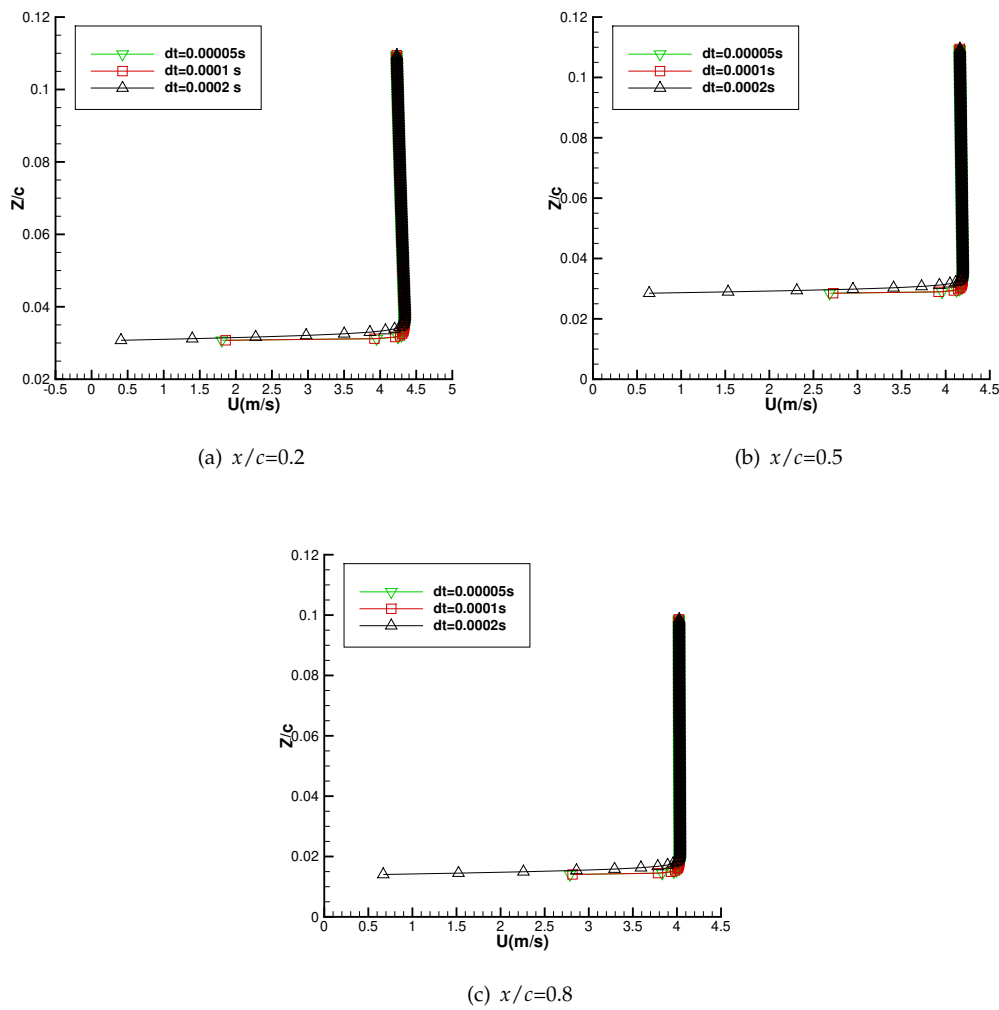 dt=0.00005s
dt=0.0001 s
dt=0.0002 s
Z/c
0.12
0.1
0.08
0.06
0.04
0.02
-0.5 0 0.5 1 1.5 2 2.5 3 3.5 4 4.5 5
U(m/s)
(a) x/c=0.2
dt=0.00005s
dt=0.0001s
dt=0.0002s
Z/c
0.12
0.1
0.08
0.06
0.04
0.02
0
0 0.5 1 1.5 2 2.5 3 3.5 4 4.5
U(m/s)
(b) x/c=0.5
dt=0.00005s
dt=0.0001s
dt=0.0002s
Z/c
0.12
0.1
0.08
0.06
0.04
0.02
0
0 0.5 1 1.5 2 2.5 3 3.5 4 4.5
U(m/s)
(c) x/c=0.8